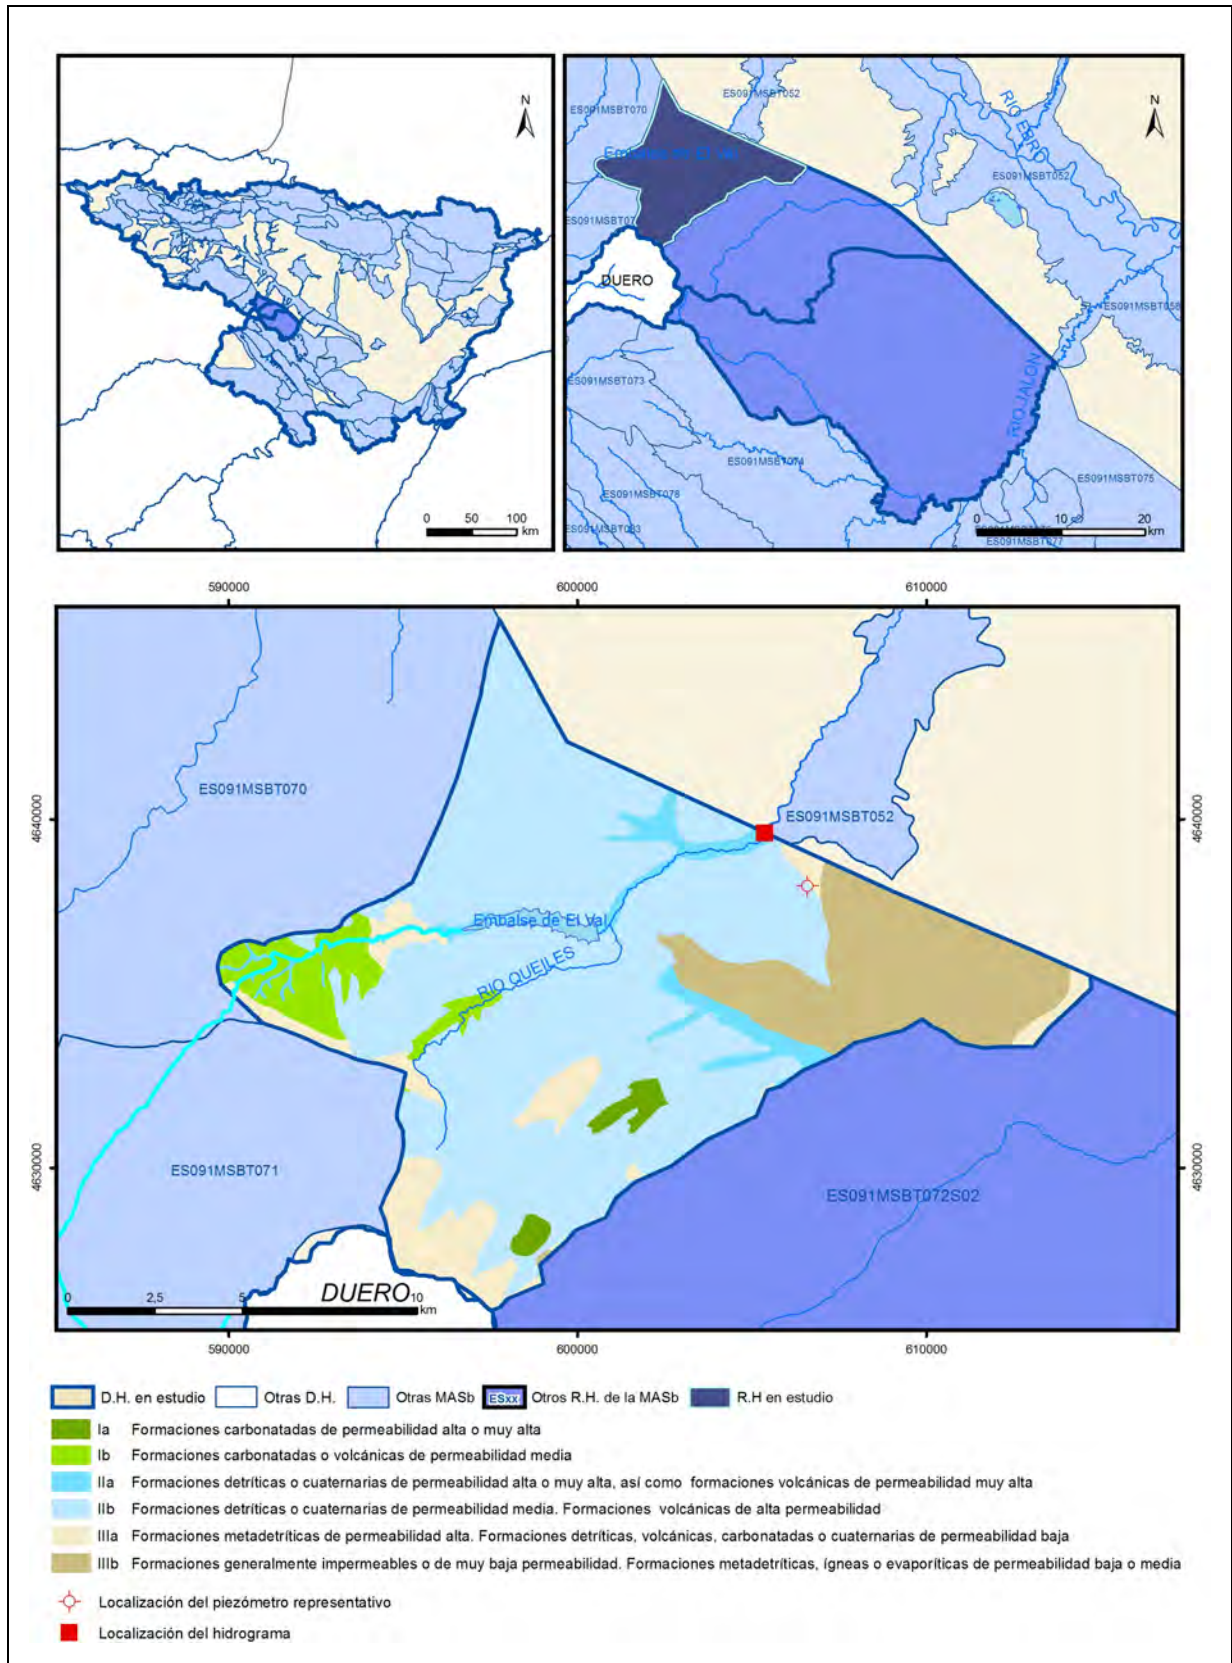 N
0 50 100
km
ES091MSBT070
ES091MSBT052
RIO EBRO
N
Embalse de El Val
ES091MSBT052
DUERO
ES091MSBT073
RIO JALON
ES091MSBT074
ES091MSBT075
0 10 20
km
590000 600000 610000
ES091MSBT070
4640000
ES091MSBT052
4640000
Embalse de El Val
RIO QUEILES
4630000
ES091MSBT071
ES091MSBT072S02
4630000
DUERO
0 2,5 5 10
km
590000 600000 610000
D.H. en estudio
Otras D.H.
Otras MASb
ESxx
Otros R.H. de la MASb
R.H en estudio
Ia Formaciones carbonatadas de permeabilidad alta o muy alta
Ib Formaciones carbonatadas o volcánicas de permeabilidad media
IIa Formaciones detríticas o cuaternarias de permeabilidad alta o muy alta, así como formaciones volcánicas de permeabilidad muy alta
IIb Formaciones detríticas o cuaternarias de permeabilidad media. Formaciones volcánicas de alta permeabilidad
IIIa Formaciones metadetríticas de permeabilidad alta. Formaciones detríticas, volcánicas, carbonatadas o cuaternarias de permeabilidad baja
IIIb Formaciones generalmente impermeables o de muy baja permeabilidad. Formaciones metadetríticas, ígneas o evaporíticas de permeabilidad baja o media
Localización del piezómetro representativo
Localización del hidrograma